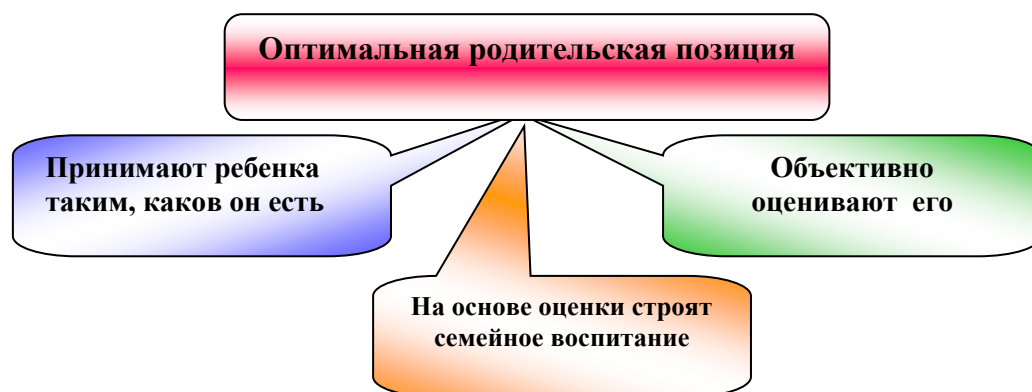 Оптимальная родительская позиция
Принимают ребенка
таким, каков он есть
Объективно
оценивают его
На основе оценки строят
семейное воспитание